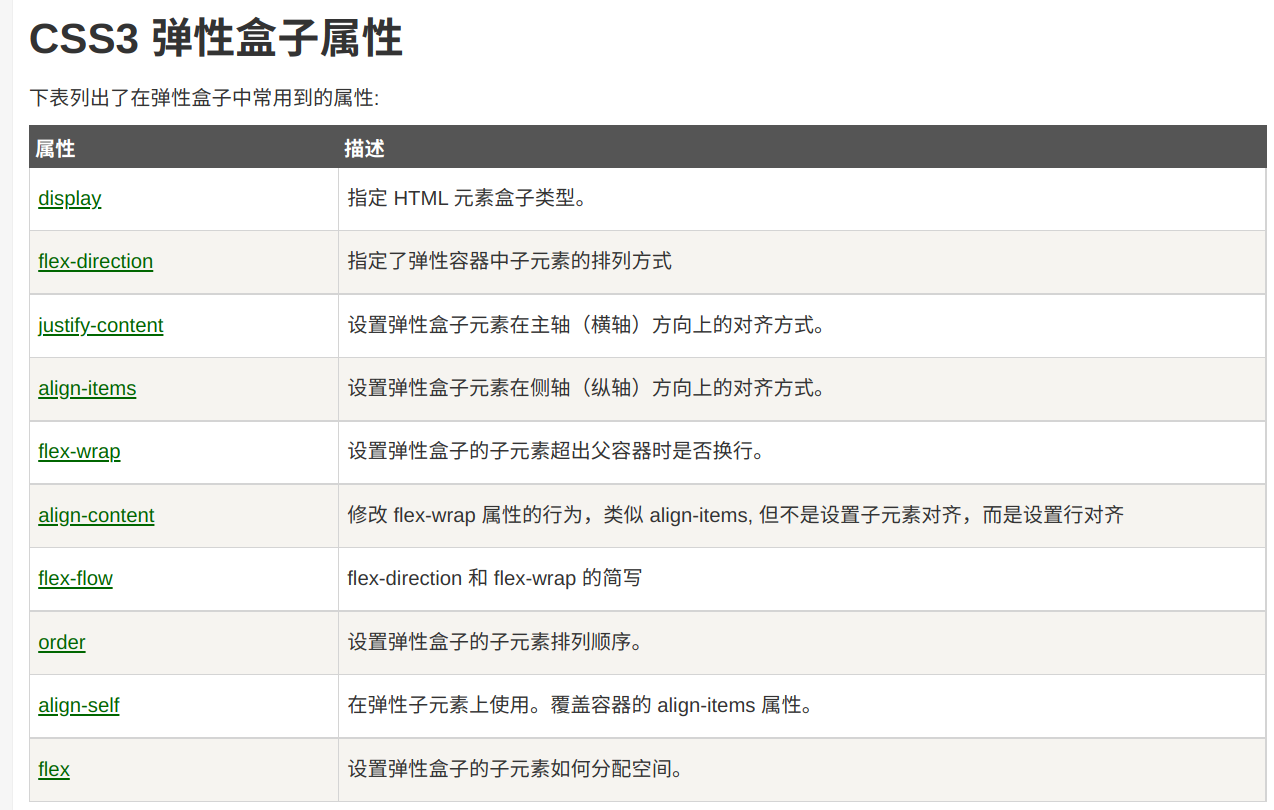 CSS3 弹性盒子属性
下表列出了在弹性盒子中常用到的属性:
属性 描述
display 指定 HTML 元素盒子类型。
flex-direction 指定了弹性容器中子元素的排列方式
justify-content 设置弹性盒子元素在主轴（横轴）方向上的对齐方式。
align-items 设置弹性盒子元素在侧轴（纵轴）方向上的对齐方式。
flex-wrap 设置弹性盒子的子元素超出父容器时是否换行。
align-content 修改 flex-wrap 属性的行为，类似 align-items, 但不是设置子元素对齐，而是设置行对齐
flex-flow flex-direction 和 flex-wrap 的简写
order 设置弹性盒子的子元素排列顺序。
align-self 在弹性子元素上使用。覆盖容器的 align-items 属性。
flex 设置弹性盒子的子元素如何分配空间。